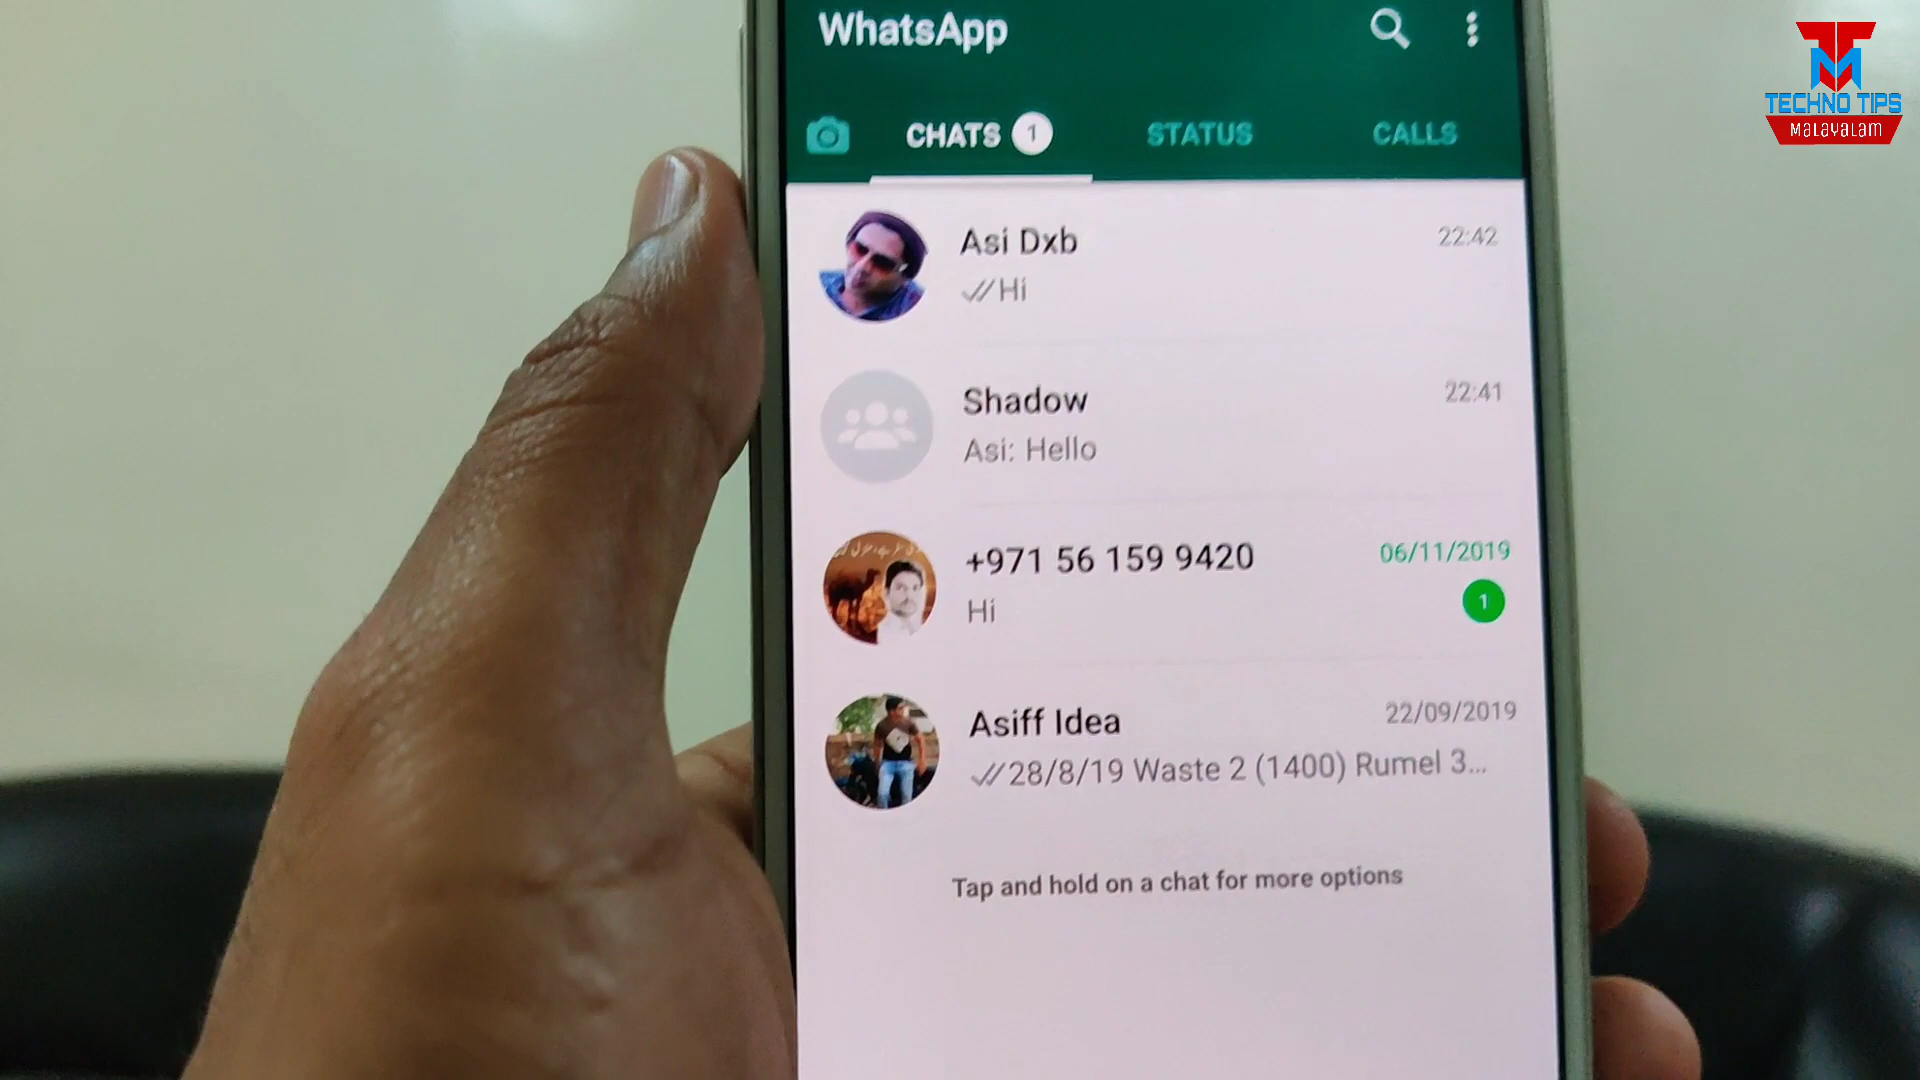 WhatsApp
CHATS 1
STATUS
CALLS
Asi Dxb
22:42
Hi
Shadow
22:41
Asi: Hello
+971 56 159 9420
06/11/2019
Hi
1
Asiff Idea
22/09/2019
28/8/19 Waste 2 (1400) Rumel 3...
Tap and hold on a chat for more options
TM
TECHNO TIPS
MALAYALAM